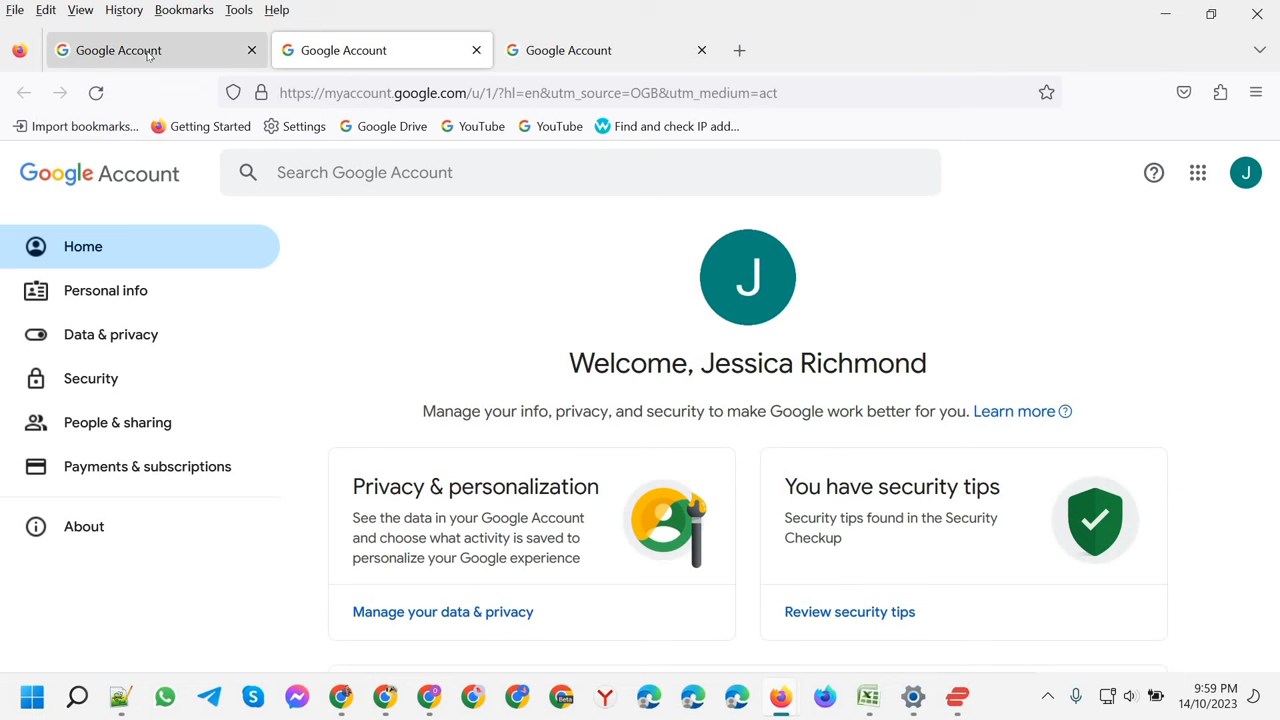 File Edit View History Bookmarks Tools Help
Google Account Google Account Google Account
https://myaccount.google.com/u/1/?hl=en&utm_source=OGB&utm_medium=act
Import bookmarks... Getting Started Settings Google Drive YouTube YouTube Find and check IP add...
Google Account Search Google Account J
Home
Personal info
Data & privacy
Security
People & sharing
Payments & subscriptions
About
J
Welcome, Jessica Richmond
Manage your info, privacy, and security to make Google work better for you. Learn more
Privacy & personalization
See the data in your Google Account
and choose what activity is saved to
personalize your Google experience
Manage your data & privacy
You have security tips
Security tips found in the Security
Checkup
Review security tips
9:59 PM
14/10/2023